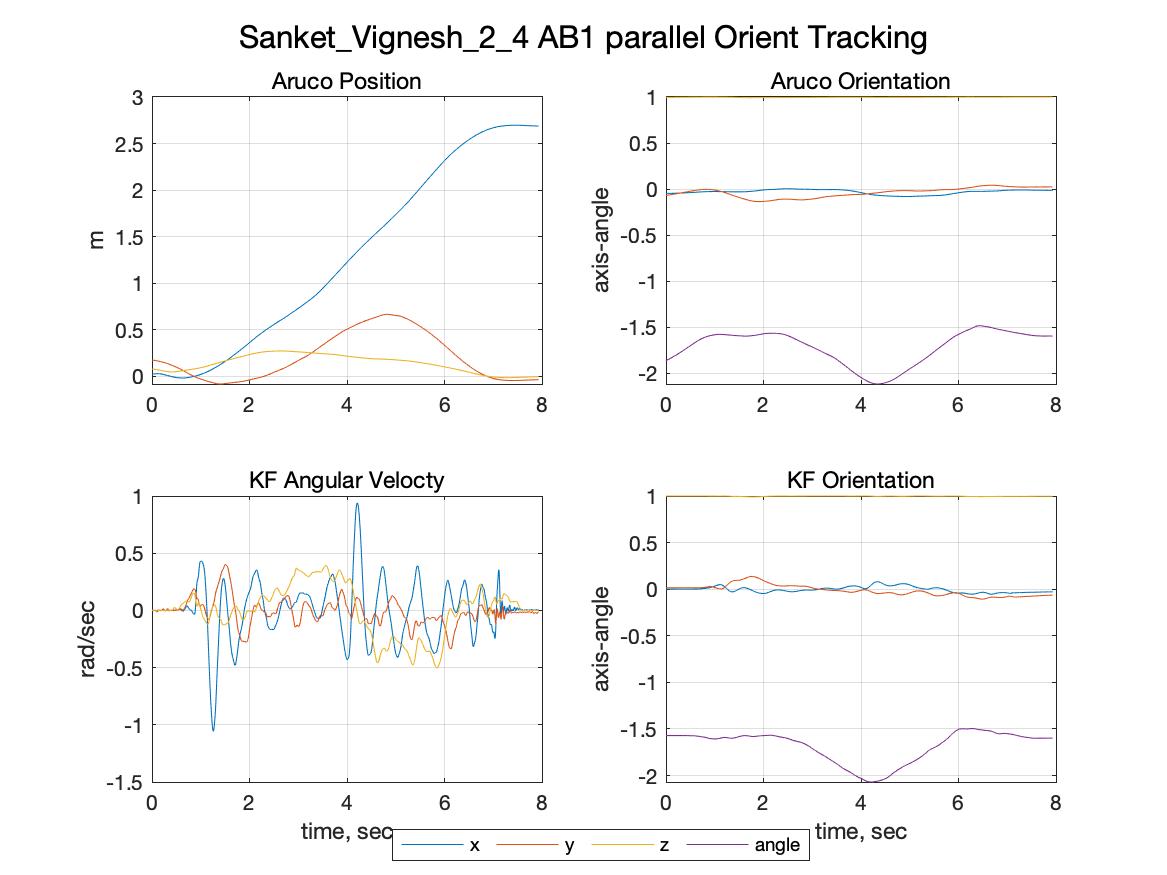 Sanket_Vignesh_2_4 AB1 parallel Orient Tracking
Aruco Position
3
2.5
2
1.5
1
0.5
0
m
0 2 4 6 8
Aruco Orientation
1
0.5
0
-0.5
-1
-1.5
-2
axis-angle
0 2 4 6 8
KF Angular Velocty
1
0.5
0
-0.5
-1
-1.5
rad/sec
0 2 4 6 8
time, sec
KF Orientation
1
0.5
0
-0.5
-1
-1.5
-2
axis-angle
0 2 4 6 8
time, sec
x y z angle